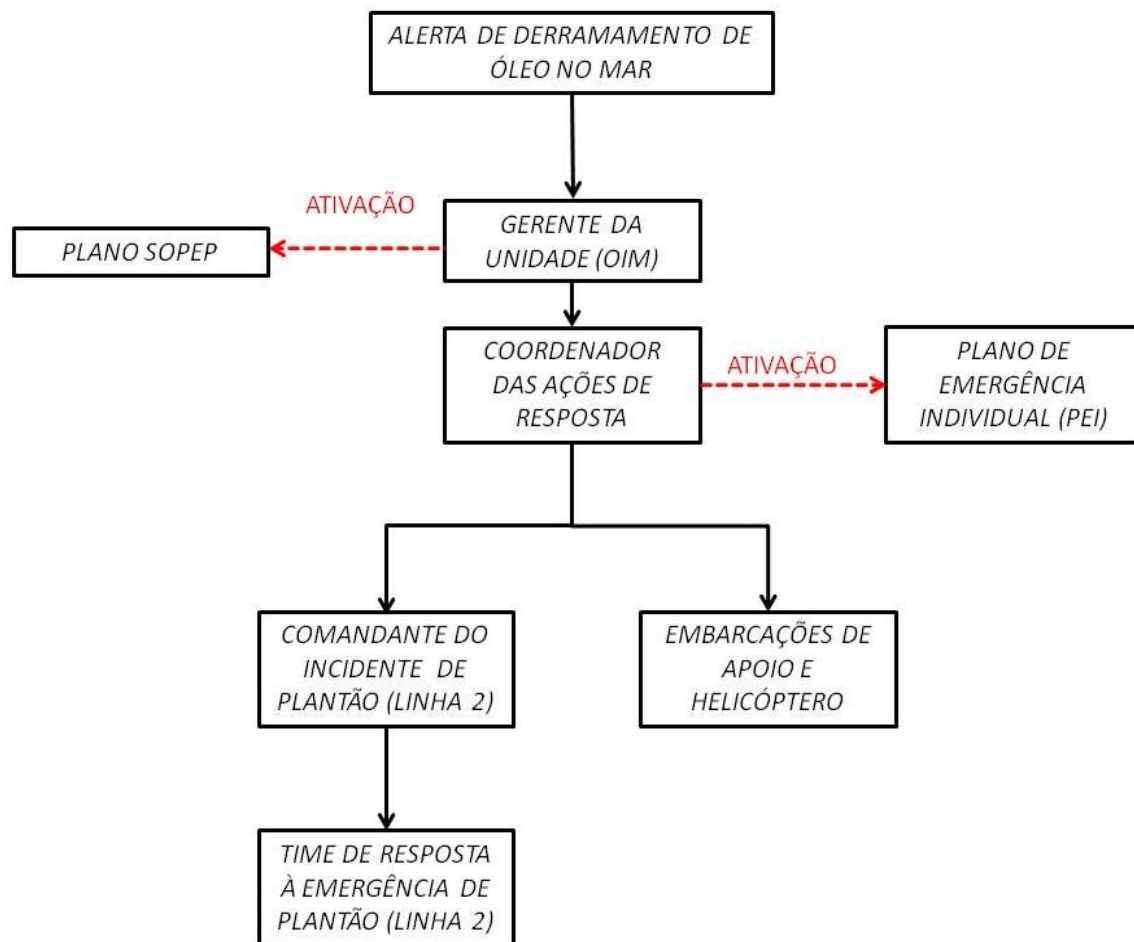 ALERTA DE DERRAMAMENTO DE
ÓLEO NO MAR
ATIVAÇÃO
PLANO SOPEP
GERENTE DA
UNIDADE (OIM)
COORDENADOR
DAS AÇÕES DE
RESPOSTA
ATIVAÇÃO
PLANO DE
EMERGÊNCIA
INDIVIDUAL (PEI)
COMANDANTE DO
INCIDENTE DE
PLANTÃO (LINHA 2)
EMBARCAÇÕES DE
APOIO E
HELICÓPTERO
TIME DE RESPOSTA
À EMERGÊNCIA DE
PLANTÃO (LINHA 2)